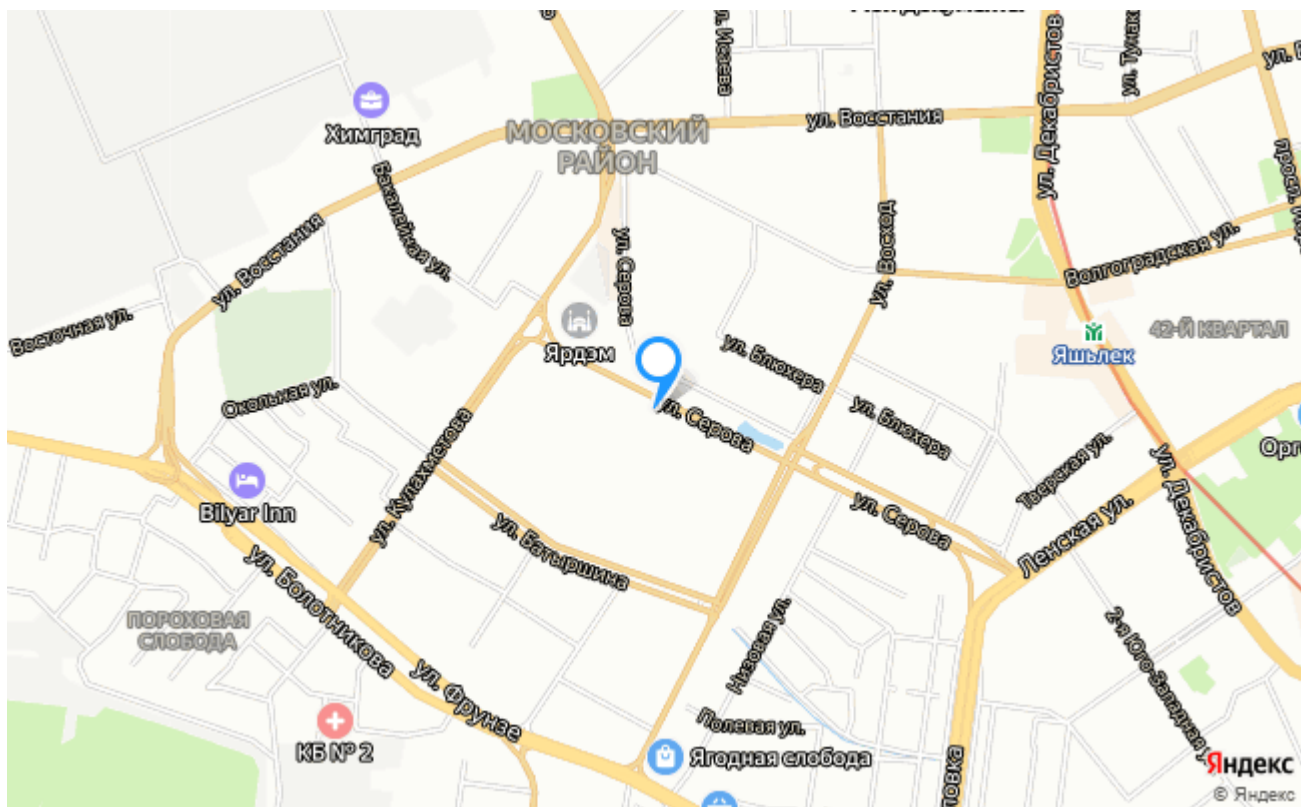 ул. Исаева
ул. Декабристов
ул. Восстания
Химград
МОСКОВСКИЙ
РАЙОН
Бакалейная ул.
ул. Восстания
ул. Серова
ул. Восход
Волгоградская ул.
Восточная ул.
Ярдэм
ул. Блюхера
Яшьлек
42-Й КВАРТАЛ
Окольная ул.
ул. Серова
ул. Блюхера
Тверская ул.
ул. Кулахметова
Bilyar Inn
ул. Батыршина
ул. Серова
Ленская ул.
ул. Декабристов
ул. Болотникова
ПОРОХОВАЯ
СЛОБОДА
Низовая ул.
2-я Юго-Западная у
ул. Фрунзе
КБ № 2
Полевая ул.
Ягодная слобода
Яндекс
© Яндекс